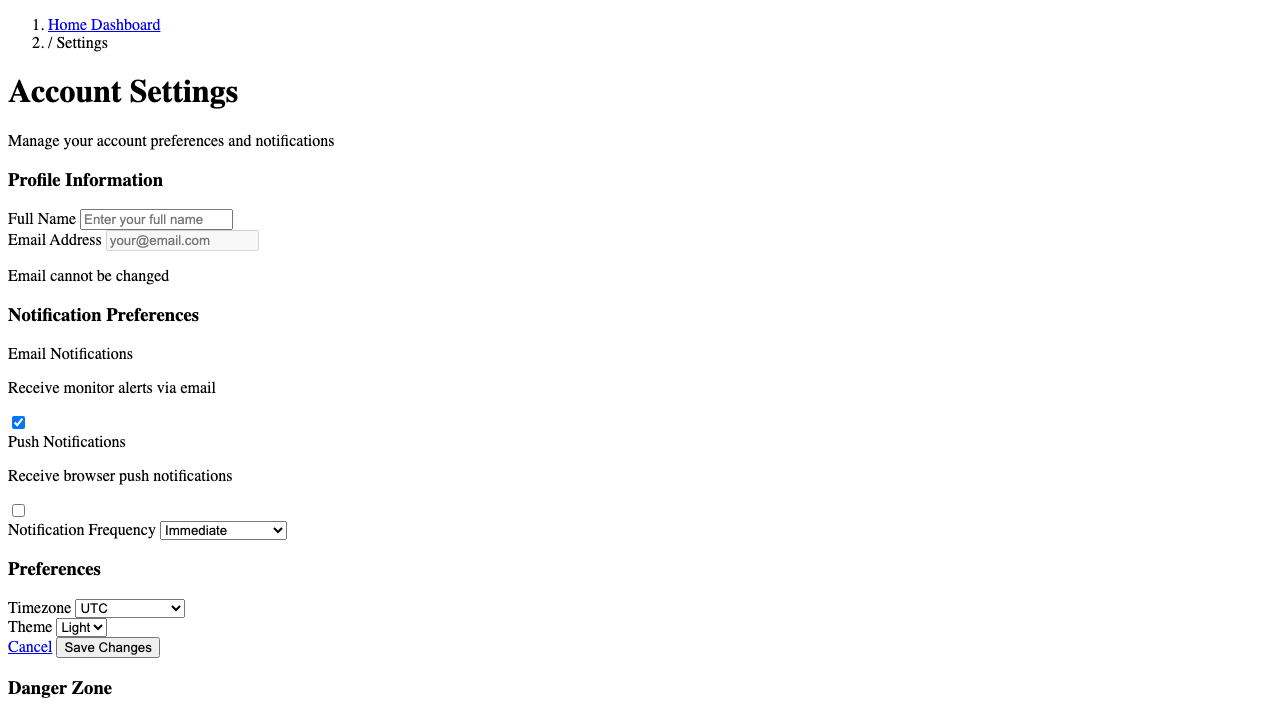 1. Home Dashboard
2. / Settings
Account Settings
Manage your account preferences and notifications
Profile Information
Full Name Enter your full name
Email Address your@email.com
Email cannot be changed
Notification Preferences
Email Notifications
Receive monitor alerts via email
Push Notifications
Receive browser push notifications
Notification Frequency Immediate
Preferences
Timezone UTC
Theme Light
Cancel Save Changes
Danger Zone